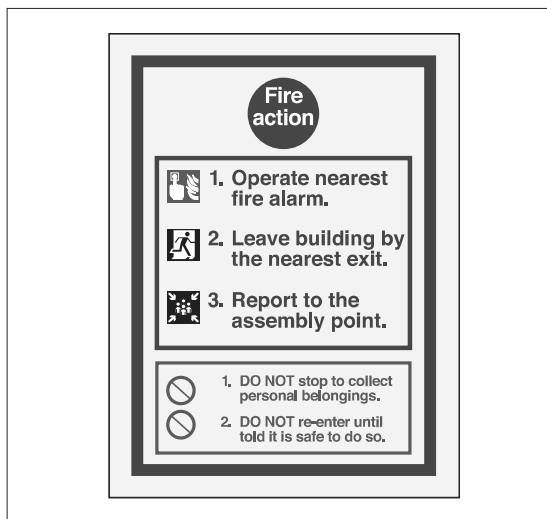 Fire
action
1. Operate nearest
fire alarm.
2. Leave building by
the nearest exit.
3. Report to the
assembly point.
1. DO NOT stop to collect
personal belongings.
2. DO NOT re-enter until
told it is safe to do so.